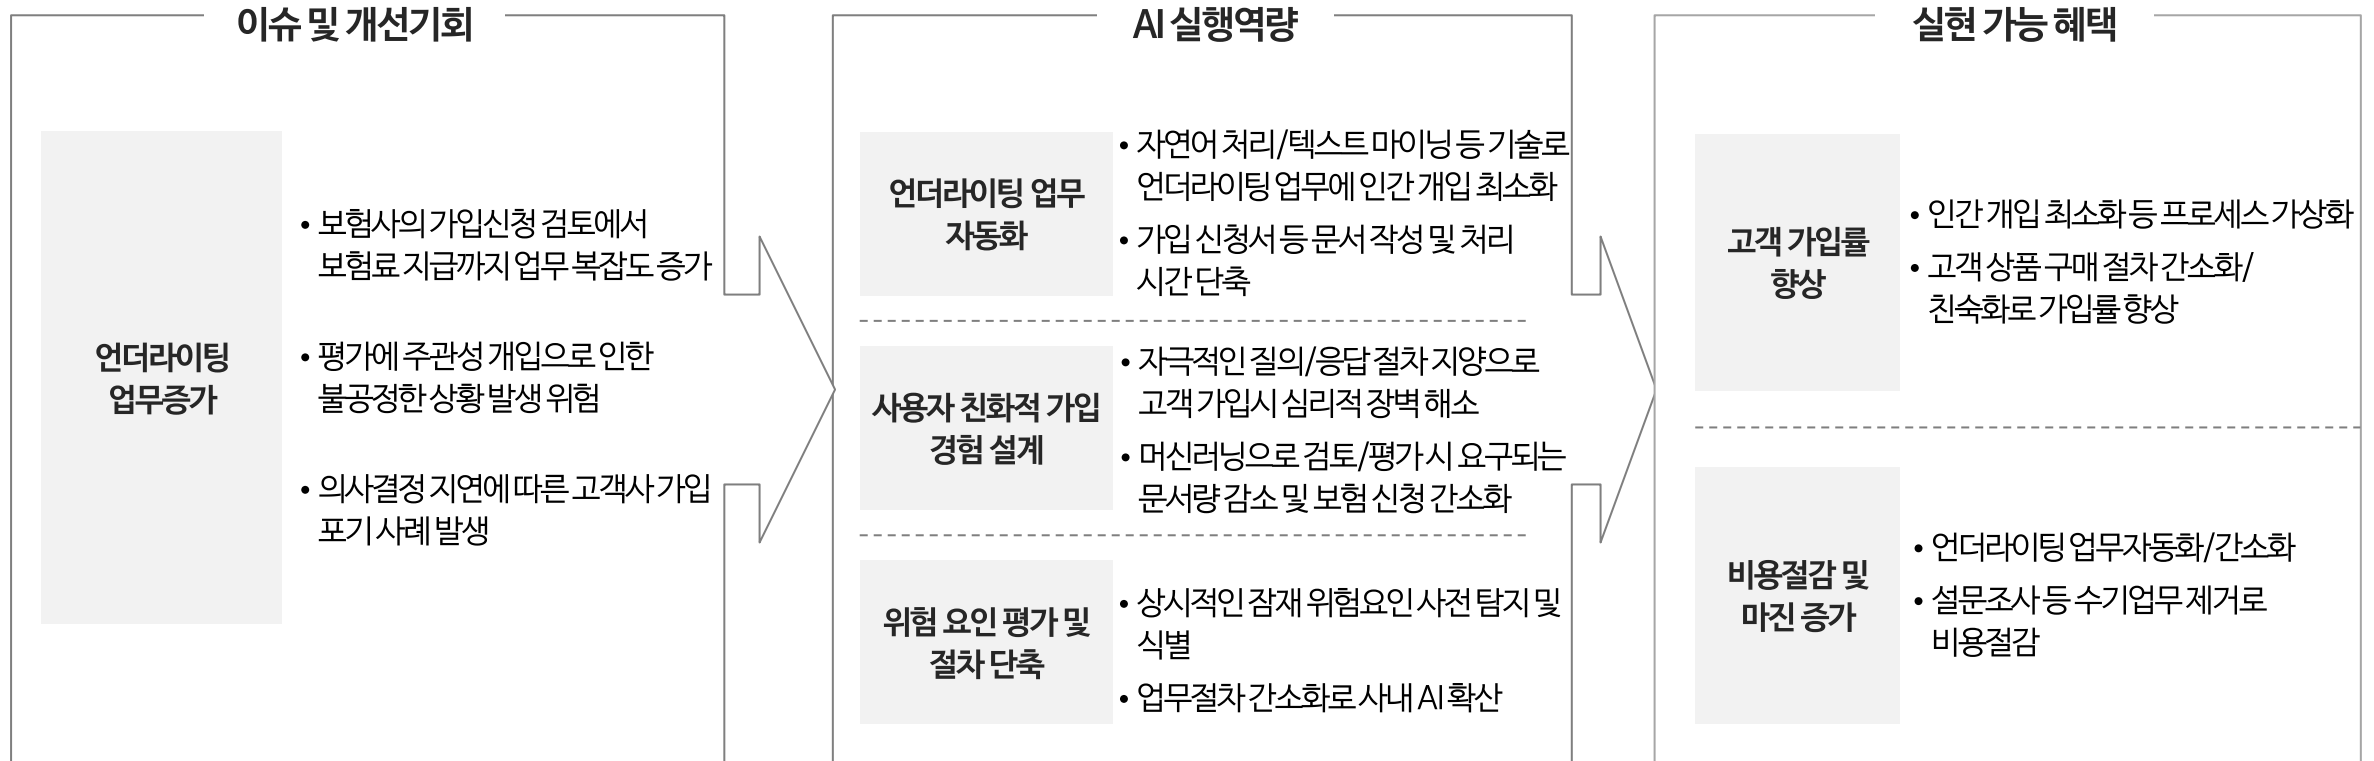 이슈 및 개선기회
언더라이팅
업무증가
• 보험사의 가입신청 검토에서
보험료 지급까지 업무 복잡도 증가
• 평가에 주관성 개입으로 인한
불공정한 상황 발생 위험
• 의사결정 지연에 따른 고객사 가입
포기 사례 발생
AI 실행역량
언더라이팅 업무
자동화
• 자연어 처리/텍스트 마이닝 등 기술로
언더라이팅 업무에 인간 개입 최소화
• 가입 신청서 등 문서 작성 및 처리
시간 단축
사용자 친화적 가입
경험 설계
• 자극적인 질의/응답 절차 지양으로
고객 가입시 심리적 장벽 해소
• 머신러닝으로 검토/평가 시 요구되는
문서량 감소 및 보험 신청 간소화
위험 요인 평가 및
절차 단축
• 상시적인 잠재 위험요인 사전 탐지 및
식별
• 업무절차 간소화로 사내 AI 확산
실현 가능 혜택
고객 가입률
향상
• 인간 개입 최소화 등 프로세스 가상화
• 고객 상품 구매 절차 간소화/
친숙화로 가입률 향상
비용절감 및
마진 증가
• 언더라이팅 업무자동화/간소화
• 설문조사 등 수기업무 제거로
비용절감